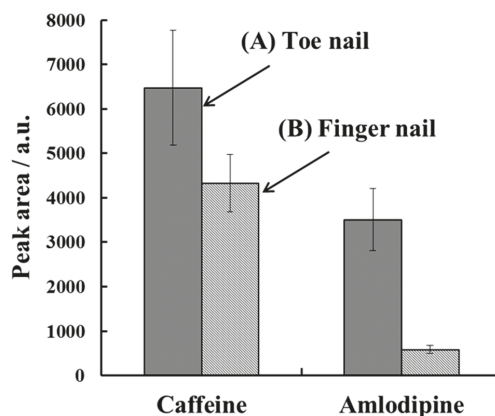 8000
7000
6000
5000
4000
3000
2000
1000
0
Peak area / a.u.
(A) Toe nail
(B) Finger nail
Caffeine
Amlodipine